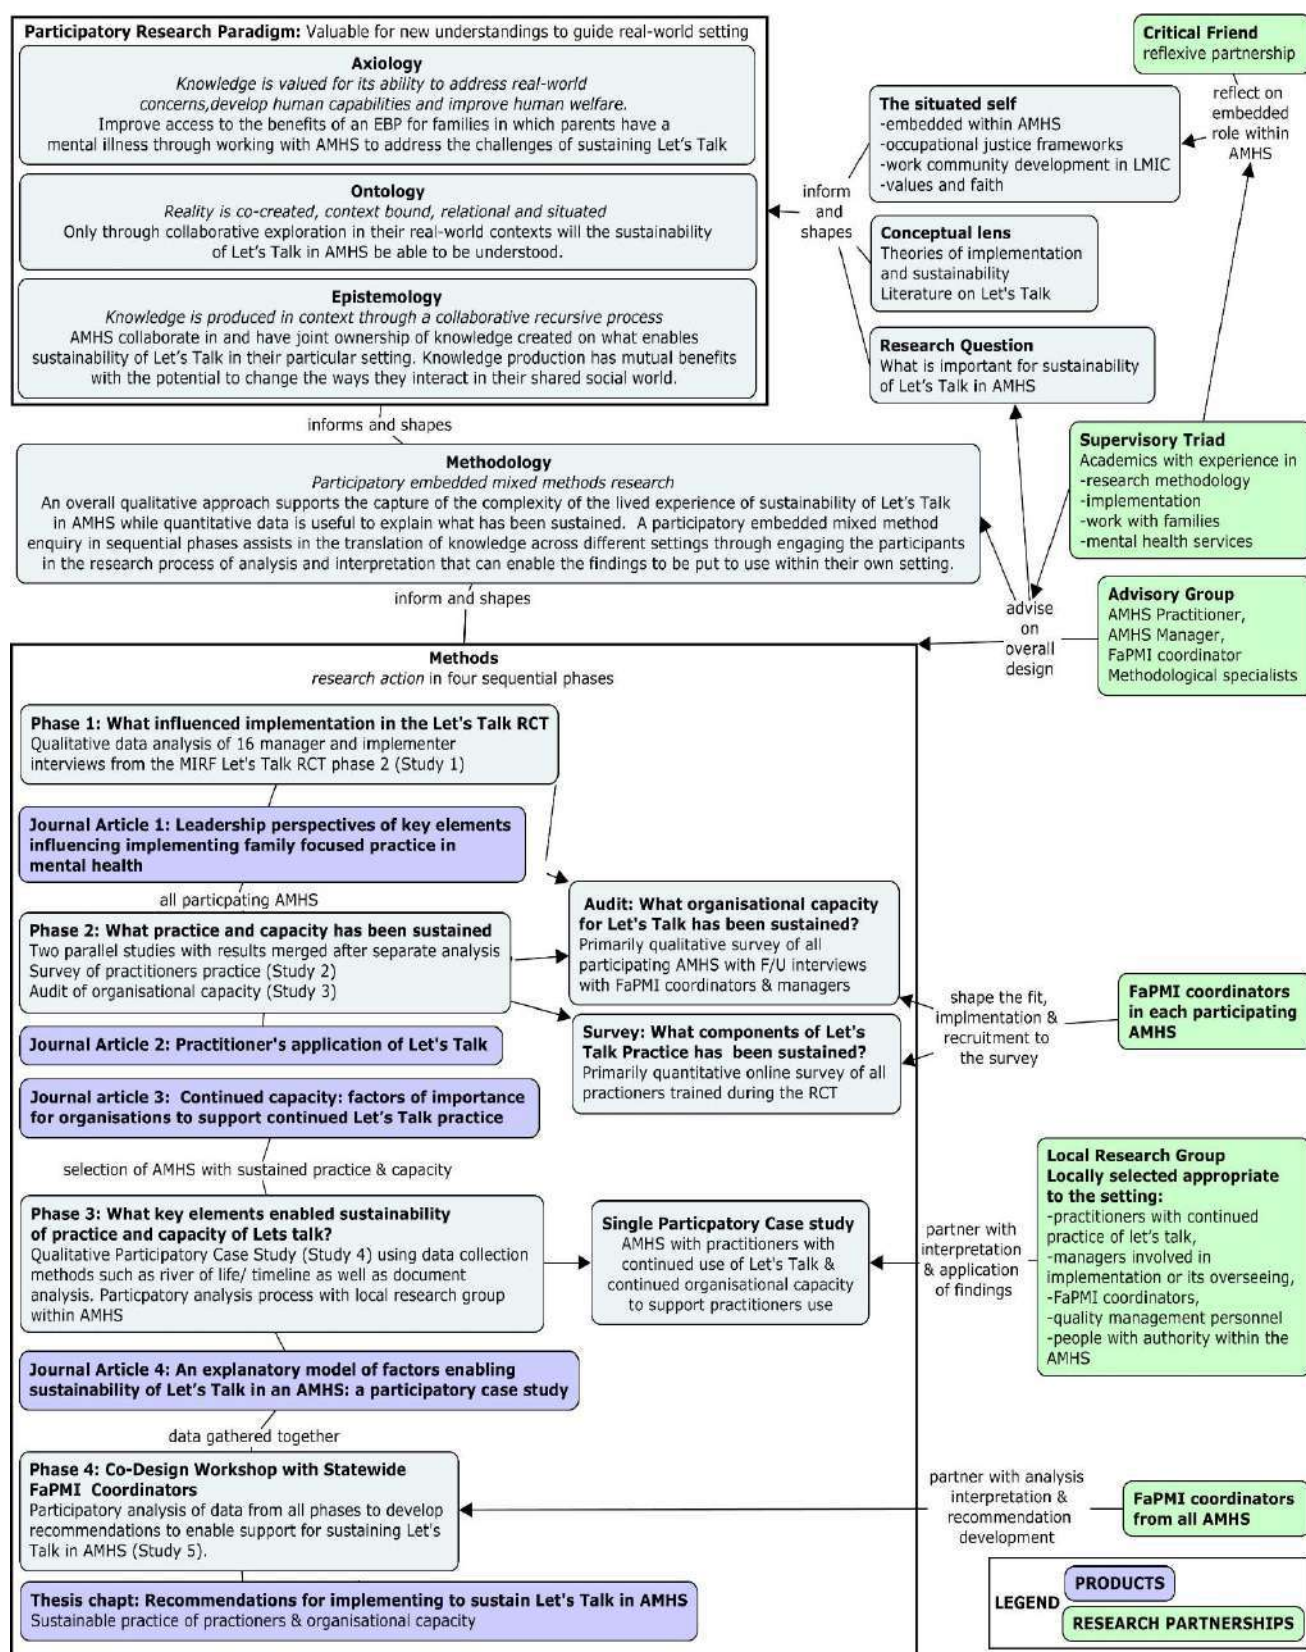 Participatory Research Paradigm: Valuable for new understandings to guide real-world setting
Axiology
Knowledge is valued for its ability to address real-world
concerns,develop human capabilities and improve human welfare.
Improve access to the benefits of an EBP for families in which parents have a
mental illness through working with AMHS to address the challenges of sustaining Let's Talk
Ontology
Reality is co-created, context bound, relational and situated
Only through collaborative exploration in their real-world contexts will the sustainability
of Let's Talk in AMHS be able to be understood.
Epistemology
Knowledge is produced in context through a collaborative recursive process
AMHS collaborate in and have joint ownership of knowledge created on what enables
sustainability of Let's Talk in their particular setting. Knowledge production has mutual benefits
with the potential to change the ways they interact in their shared social world.
inform
and
shapes
The situated self
-embedded within AMHS
-occupational justice frameworks
-work community development in LMIC
-values and faith
Conceptual lens
Theories of implementation
and sustainability
Literature on Let's Talk
Research Question
What is important for sustainability
of Let's Talk in AMHS
Critical Friend
reflexive partnership
reflect on
embedded
role within
AMHS
Supervisory Triad
Academics with experience in
-research methodology
-implementation
-work with families
-mental health services
informs and shapes
Methodology
Participatory embedded mixed methods research
An overall qualitative approach supports the capture of the complexity of the lived experience of sustainability of Let's Talk
in AMHS while quantitative data is useful to explain what has been sustained. A participatory embedded mixed method
enquiry in sequential phases assists in the translation of knowledge across different settings through engaging the participants
in the research process of analysis and interpretation that can enable the findings to be put to use within their own setting.
inform and shapes
advise
on
overall
design
Advisory Group
AMHS Practitioner,
AMHS Manager,
FaPMI coordinator
Methodological specialists
Methods
research action in four sequential phases
Phase 1: What influenced implementation in the Let's Talk RCT
Qualitative data analysis of 16 manager and implementer
interviews from the MIRF Let's Talk RCT phase 2 (Study 1)
Journal Article 1: Leadership perspectives of key elements
influencing implementing family focused practice in
mental health
all particpating AMHS
Phase 2: What practice and capacity has been sustained
Two parallel studies with results merged after separate analysis
Survey of practitioners practice (Study 2)
Audit of organisational capacity (Study 3)
Audit: What organisational capacity
for Let's Talk has been sustained?
Primarily qualitative survey of all
participating AMHS with F/U interviews
with FaPMI coordinators & managers
Survey: What components of Let's
Talk Practice has been sustained?
Primarily quantitative online survey of all
practioners trained during the RCT
shape the fit,
implmentation &
recruitment to
the survey
FaPMI coordinators
in each participating
AMHS
Journal Article 2: Practitioner's application of Let's Talk
Journal article 3: Continued capacity: factors of importance
for organisations to support continued Let's Talk practice
selection of AMHS with sustained practice & capacity
Phase 3: What key elements enabled sustainability
of practice and capacity of Lets talk?
Qualitative Participatory Case Study (Study 4) using data collection
methods such as river of life/ timeline as well as document
analysis. Particpatory analysis process with local research group
within AMHS
Single Particpatory Case study
AMHS with practitioners with
continued use of Let's Talk &
continued organisational capacity
to support practitioners use
partner with
interpretation
& application
of findings
Local Research Group
Locally selected appropriate
to the setting:
-practitioners with continued
practice of let's talk,
-managers involved in
implementation or its overseeing,
-FaPMI coordinators,
-quality management personnel
-people with authority within the
AMHS
Journal Article 4: An explanatory model of factors enabling
sustainability of Let's Talk in an AMHS: a participatory case study
data gathered together
Phase 4: Co-Design Workshop with Statewide
FaPMI Coordinators
Participatory analysis of data from all phases to develop
recommendations to enable support for sustaining Let's
Talk in AMHS (Study 5).
partner with analysis
interpretation &
recommendation
development
FaPMI coordinators
from all AMHS
Thesis chapt: Recommendations for implementing to sustain Let's Talk in AMHS
Sustainable practice of practioners & organisational capacity
LEGEND
PRODUCTS
RESEARCH PARTNERSHIPS